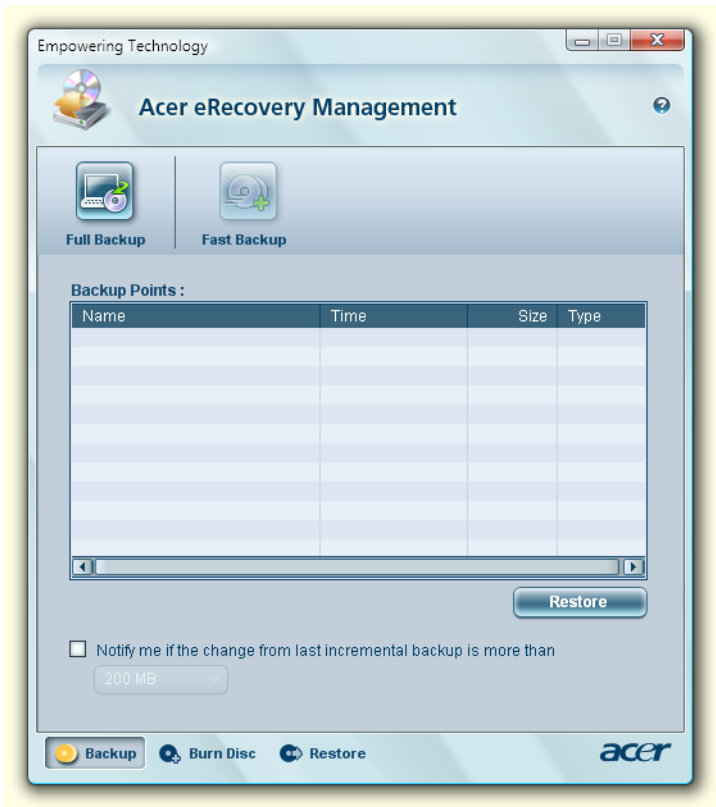 Empowering Technology
Acer eRecovery Management
Full Backup Fast Backup
Backup Points :
Name Time Size Type
Restore
Notify me if the change from last incremental backup is more than
200 MB
Backup Burn Disc Restore acer